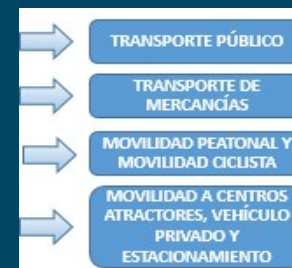 TRANSPORTE PÚBLICO
TRANSPORTE DE
MERCANCÍAS
MOVILIDAD PEATONAL Y
MOVILIDAD CICLISTA
MOVILIDAD A CENTROS
ATRACTORES, VEHÍCULO
PRIVADO Y
ESTACIONAMIENTO